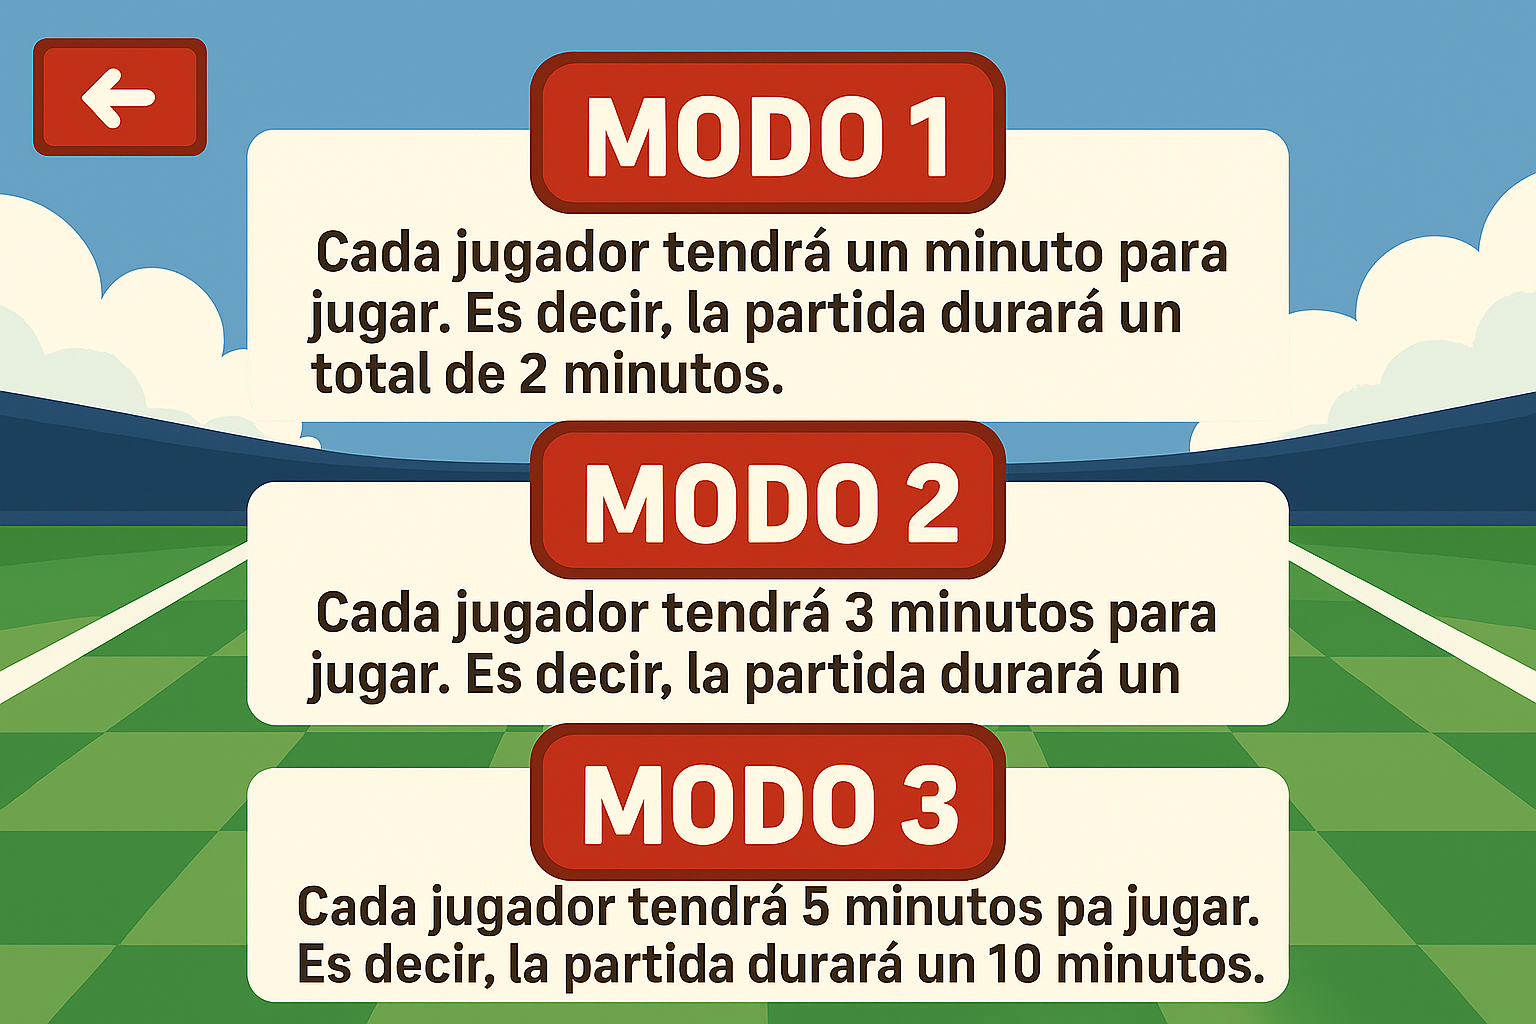 MODO 1
Cada jugador tendrá un minuto para
jugar. Es decir, la partida durará un
total de 2 minutos.
MODO 2
Cada jugador tendrá 3 minutos para
jugar. Es decir, la partida durará un
MODO 3
Cada jugador tendrá 5 minutos pa jugar.
Es decir, la partida durará un 10 minutos.